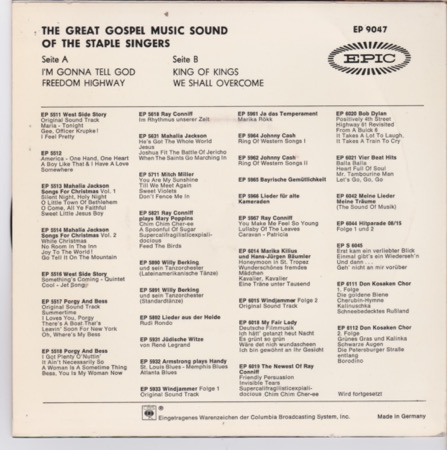 THE GREAT GOSPEL MUSIC SOUND
OF THE STAPLE SINGERS
EP 9047
EPIC
Seite A
I'M GONNA TELL GOD
FREEDOM HIGHWAY
Seite B
KING OF KINGS
WE SHALL OVERCOME
EP 5511 West Side Story
Original Sound Track
Maria - Tonight
Gee, Officer Krupke!
I Feel Pretty
EP 5512
America - One Hand, One Heart
A Boy Like That & I Have A Love
Somewhere
EP 5513 Mahalia Jackson
Songs For Christmas Vol. 1
Silent Night, Holy Night
O Little Town Of Bethlehem
O Come, All Ye Faithful
Sweet Little Jesus Boy
EP 5514 Mahalia Jackson
Songs For Christmas Vol. 2
White Christmas
No Room In The Inn
Joy To The World!
Go Tell It On The Mountain
EP 5516 West Side Story
Something's Coming - Quintet
Cool - Jet Song
EP 5517 Porgy And Bess
Original Sound Track
Summertime
I Loves You, Porgy
There's A Boat That's
Leavin' Soon For New York
Oh, Where's My Bess
EP 5518 Porgy And Bess
I Got Plenty O'Nuttin'
It Ain't Necessarily So
A Woman Is A Sometime Thing
Bess, You Is My Woman Now
EP 5618 Ray Conniff
Im Rhythmus unserer Zeit
EP 5631 Mahalia Jackson
He's Got The Whole World
Jesus
Joshua Fit The Battle Of Jericho
When The Saints Go Marching In
EP 5711 Mitch Miller
You Are My Sunshine
Till We Meet Again
Sweet Violets
Don't Fence Me In
EP 5821 Ray Conniff
plays Mary Poppins
Chim Chim Cher-ee
A Spoonful Of Sugar
Supercalifragilisticexpiali-
docious
Feed The Birds
EP 5890 Willy Berking
und sein Tanzorchester
(Lateinamerikanische Tänze)
EP 5891 Willy Berking
und sein Tanzorchester
(Standardtänze)
EP 5892 Lieder aus der Heide
Rudi Rondo
EP 5931 Jüdische Witze
von René Legrand
EP 5932 Armstrong plays Handy
St. Louis Blues - Memphis Blues
Atlanta Blues
EP 5933 Windjammer Folge 1
Original Sound Track
EP 5961 Ja das Temperament
Marika Rökk
EP 5964 Johnny Cash
Ring Of Western Songs I
EP 5962 Johnny Cash
Ring Of Western Songs II
EP 5965 Bayrische Gemütlichkeit
EP 5966 Lieder für alle
Kameraden
EP 5967 Ray Conniff
You Make Me Feel So Young
Lullaby Of The Leaves
Caravan - Patricia
EP 6014 Marika Kilius
und Hans-Jürgen Bäumler
Honeymoon in St. Tropez
Wunderschönes fremdes
Mädchen
Kavalier, Kavalier
Eine Träne unter Tausend
EP 6015 Windjammer Folge 2
Original Sound Track
EP 6018 My Fair Lady
Deutsche Filmmusik
Ich hätt' getanzt heut Nacht
Es grünt so grün
Wäre det nich wundascheen
Ich bin gewöhnt an ihr Gesicht
EP 6019 The Newest Of Ray
Conniff
Friendly Persuasion
Invisible Tears
Supercalifragilisticexpiali-
docious Chim Chim Cher-ee
EP 6020 Bob Dylan
Positively 4th Street
Highway 61 Revisited
From A Buick 6
It Takes A Lot To Laugh,
It Takes A Train To Cry
EP 6021 Vier Beat Hits
Balla Balla
Heart Full Of Soul
Mr. Tambourine Man
Let's Go, Go, Go
EP 6042 Meine Lieder
Meine Träume
(The Sound Of Music)
EP 6044 Hitparade 08/15
Folge 1 und 2
EP B 6045
Erst kam ein verliebter Blick
Einmal gibt's ein Wiederseh'n
Und dann . . .
Geh' nicht an mir vorüber
EP 6111 Don Kosaken Chor
1. Folge
Das goldene Biene
Cherubim-Hymne
Kalinuschka
Schneebedecktes Rußland
EP 6112 Don Kosaken Chor
2. Folge
Grünes Gras und Kalinka
Schwarze Augen
Die Petersburger Straße
entlang
Borodino
Wird fortgesetzt
CBS
Eingetragenes Warenzeichen der Columbia Broadcasting System, Inc.
Made in Germany